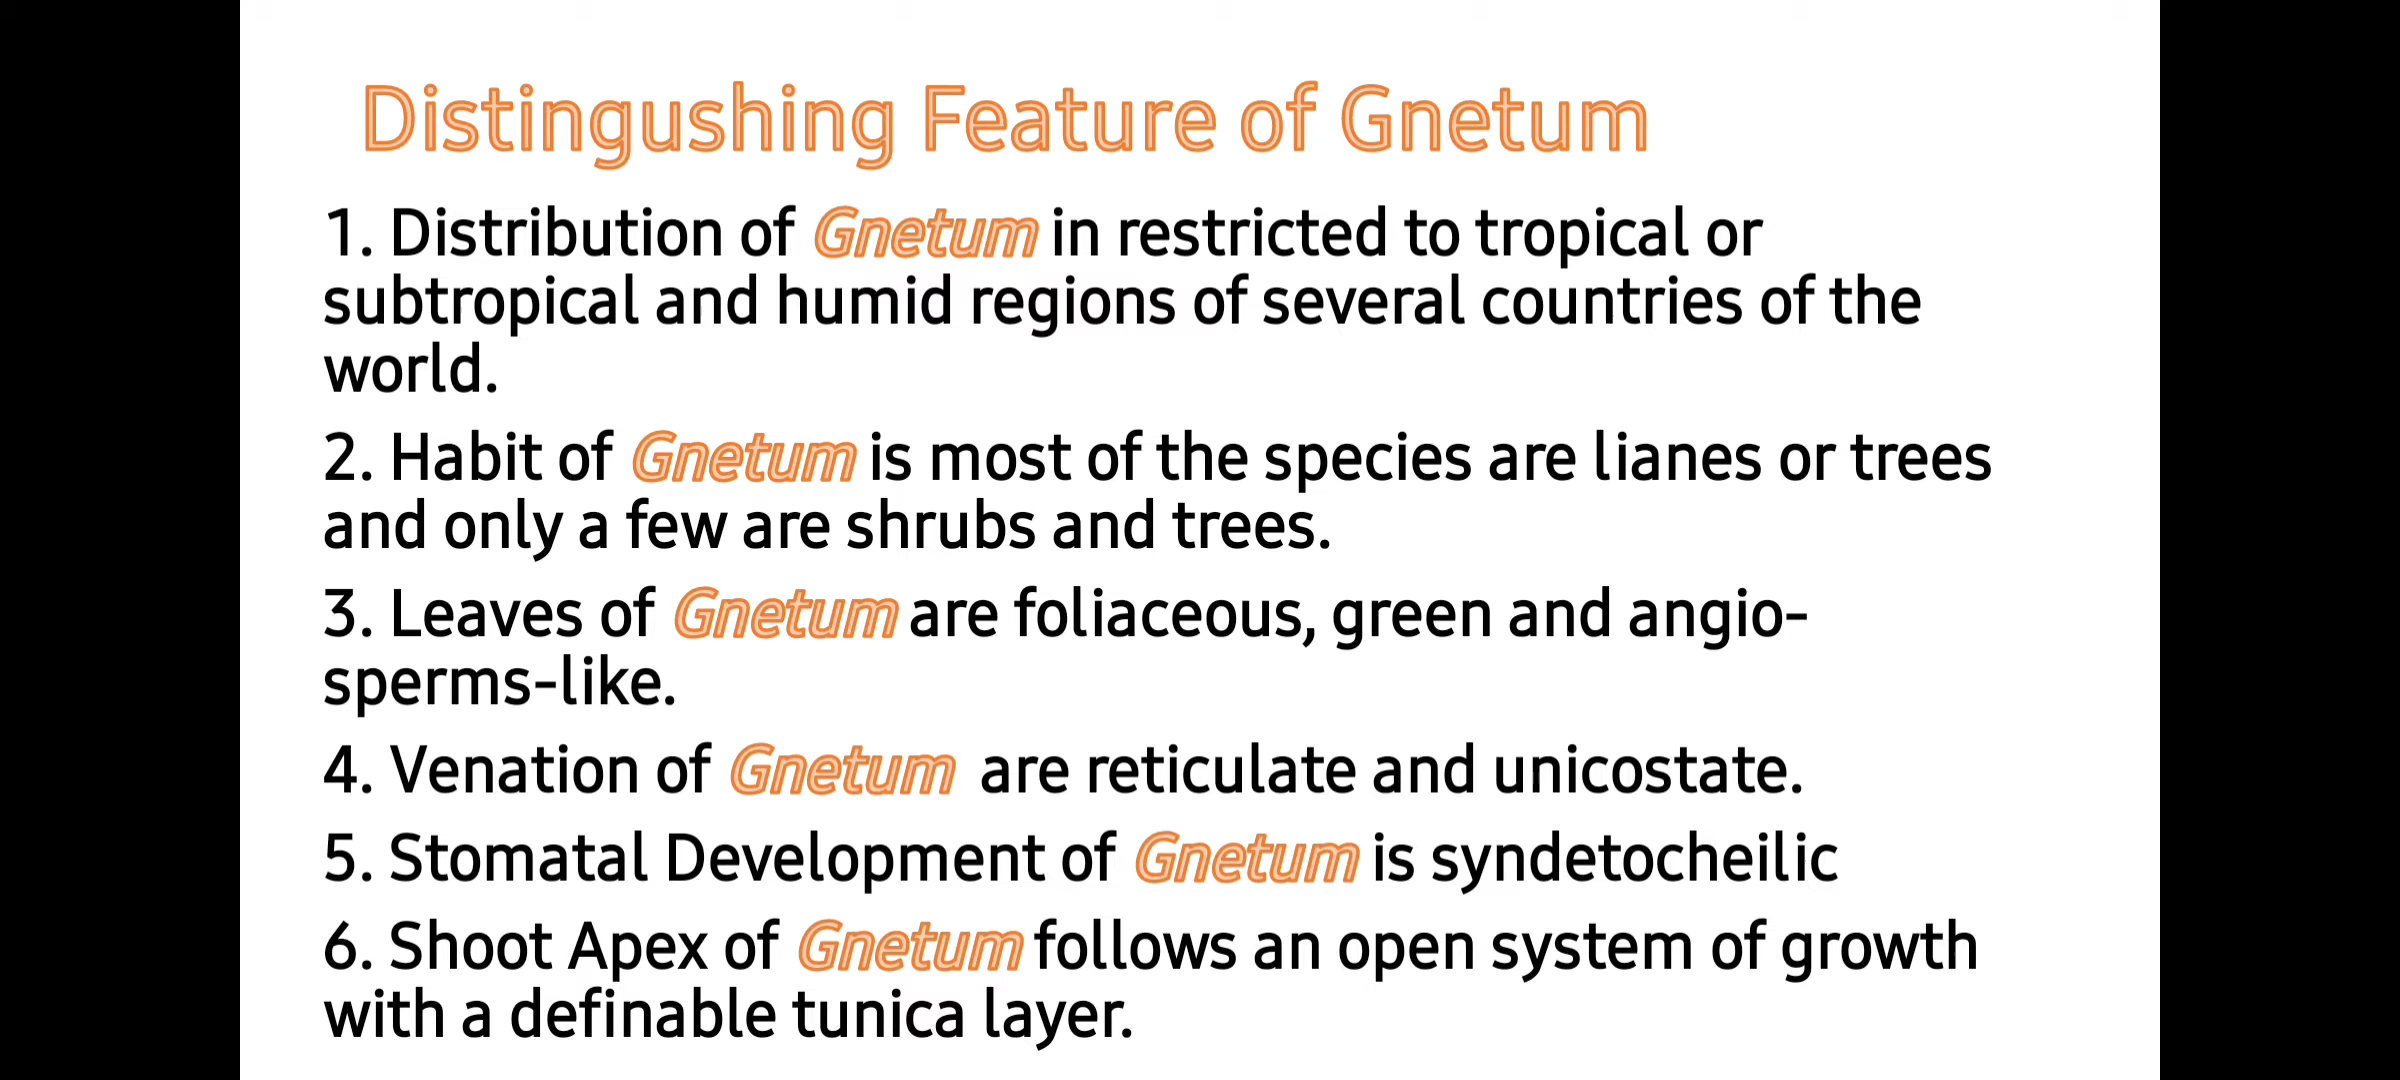 Distingushing Feature of Gnetum
1. Distribution of Gnetum in restricted to tropical or
subtropical and humid regions of several countries of the
world.
2. Habit of Gnetum is most of the species are lianes or trees
and only a few are shrubs and trees.
3. Leaves of Gnetum are foliaceous, green and angio-
sperms-like.
4. Venation of Gnetum are reticulate and unicostate.
5. Stomatal Development of Gnetum is syndetocheilic
6. Shoot Apex of Gnetum follows an open system of growth
with a definable tunica layer.